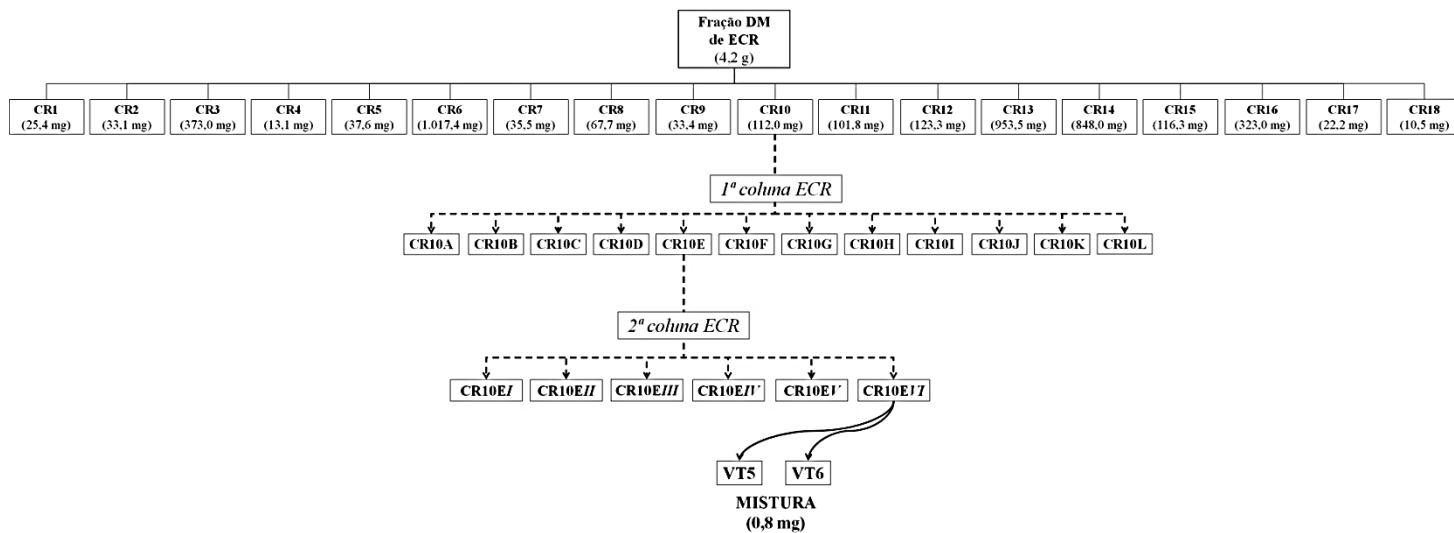 Fração DM
de ECR
(4,2 g)
CR1
(25,4 mg)
CR2
(33,1 mg)
CR3
(373,0 mg)
CR4
(13,1 mg)
CR5
(37,6 mg)
CR6
(1.017,4 mg)
CR7
(35,5 mg)
CR8
(67,7 mg)
CR9
(33,4 mg)
CR10
(112,0 mg)
CR11
(101,8 mg)
CR12
(123,3 mg)
CR13
(953,5 mg)
CR14
(848,0 mg)
CR15
(116,3 mg)
CR16
(323,0 mg)
CR17
(22,2 mg)
CR18
(10,5 mg)
1ª coluna ECR
CR10A
CR10B
CR10C
CR10D
CR10E
CR10F
CR10G
CR10H
CR10I
CR10J
CR10K
CR10L
2ª coluna ECR
CR10EI
CR10EII
CR10EIII
CR10EIV
CR10EV
CR10EVI
VT5
VT6
MISTURA
(0,8 mg)